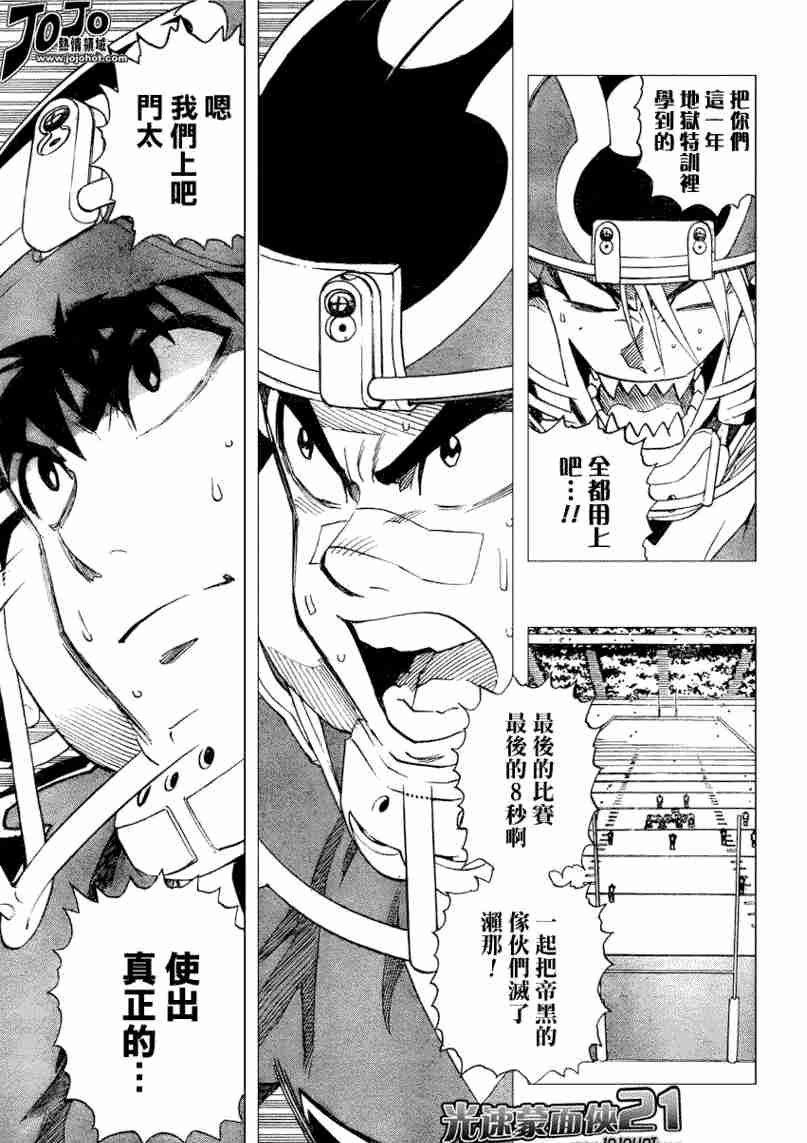 JOJO
熱情領域
www.jojohot.com
把你們
這一年
地獄特訓裡
學到的
全都用上
吧…!!
最後的比賽
最後的8秒啊
一起把帝黑的
傢伙們滅了
瀨那!
嗯
我們上吧
門太
使出
真正的…
光速蒙面俠21